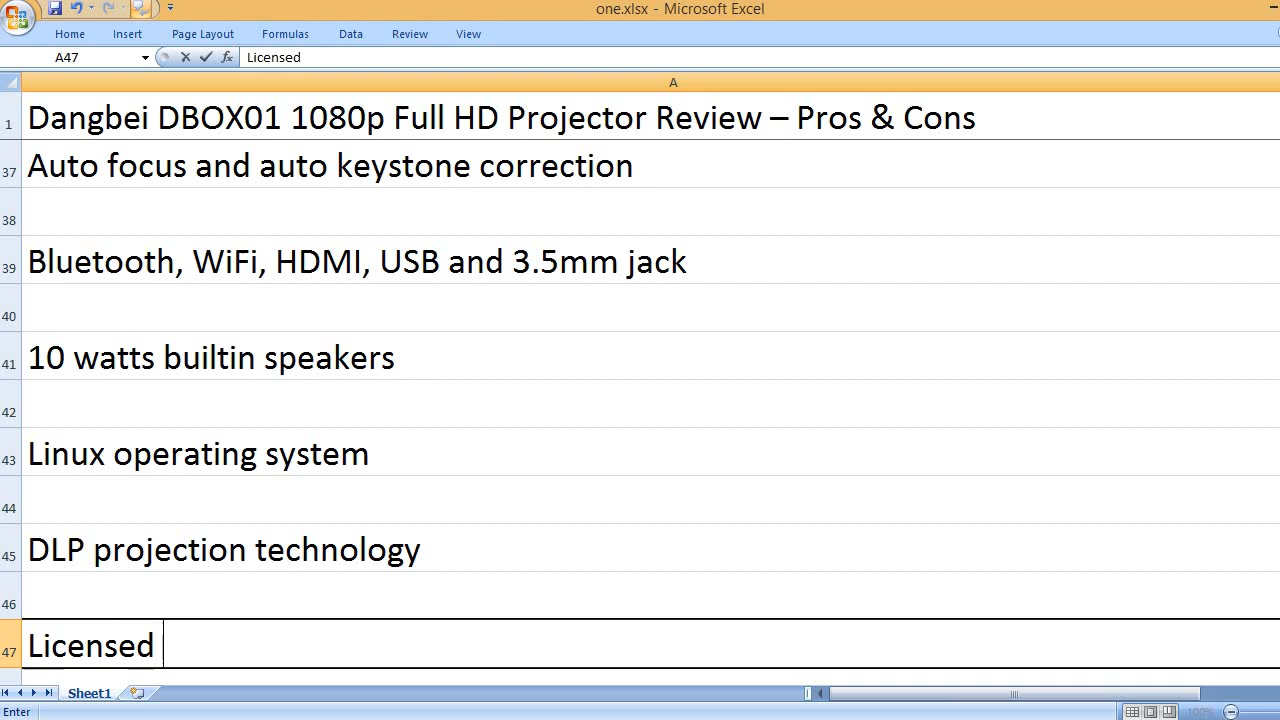 one.xlsx - Microsoft Excel
Home Insert Page Layout Formulas Data Review View
A47 fx Licensed
A
1 Dangbei DBOX01 1080p Full HD Projector Review – Pros & Cons
37 Auto focus and auto keystone correction
38
39 Bluetooth, WiFi, HDMI, USB and 3.5mm jack
40
41 10 watts builtin speakers
42
43 Linux operating system
44
45 DLP projection technology
46
47 Licensed
Sheet1
Enter 100%